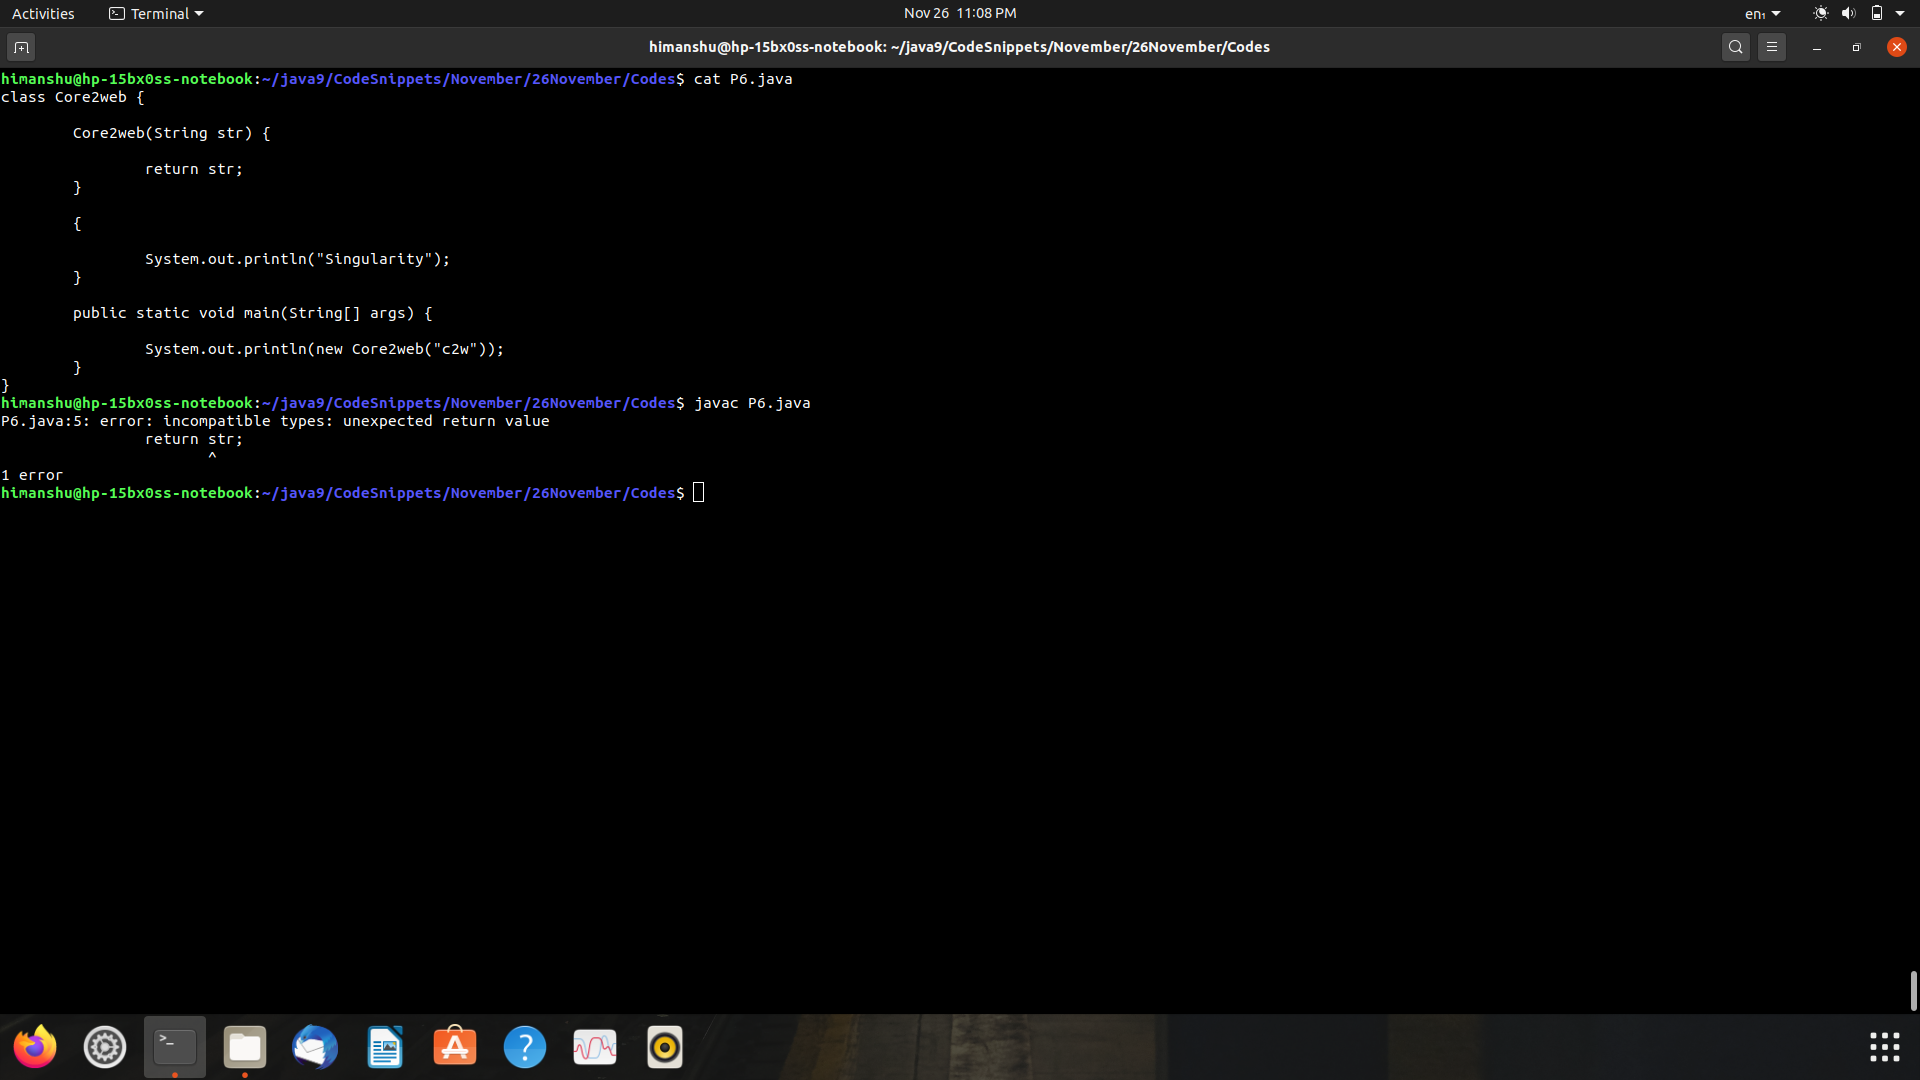 Activities Terminal Nov 26 11:08 PM en₁
himanshu@hp-15bx0ss-notebook: ~/java9/CodeSnippets/November/26November/Codes
himanshu@hp-15bx0ss-notebook:~/java9/CodeSnippets/November/26November/Codes$ cat P6.java
class Core2web {
Core2web(String str) {
return str;
}
{
System.out.println("Singularity");
}
public static void main(String[] args) {
System.out.println(new Core2web("c2w"));
}
}
himanshu@hp-15bx0ss-notebook:~/java9/CodeSnippets/November/26November/Codes$ javac P6.java
P6.java:5: error: incompatible types: unexpected return value
return str;
^
1 error
himanshu@hp-15bx0ss-notebook:~/java9/CodeSnippets/November/26November/Codes$